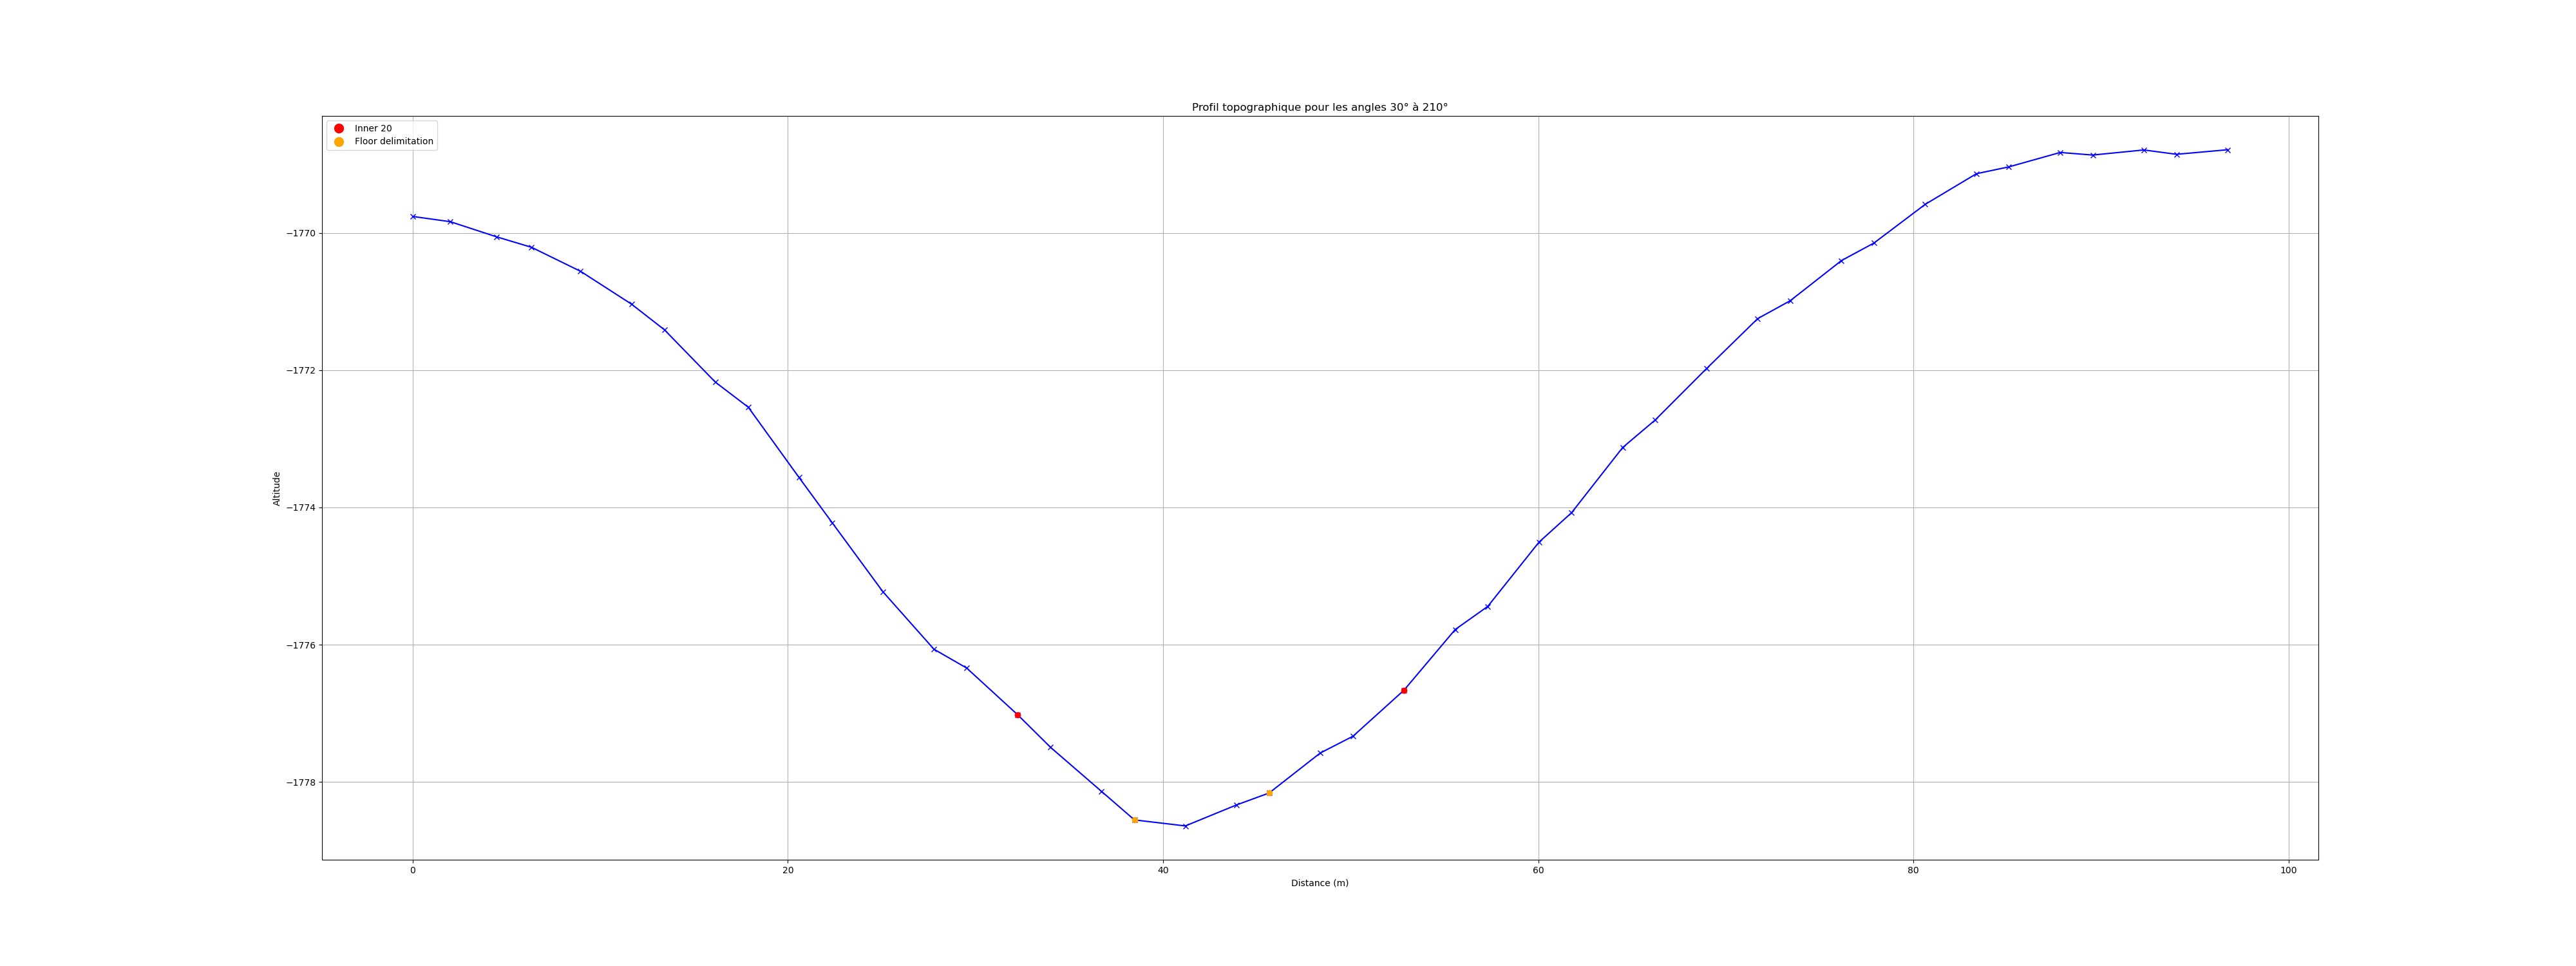 Profil topographique pour les angles 30° à 210°
Inner 20
Floor delimitation
Altitude
−1770
−1772
−1774
−1776
−1778
0 20 40 60 80 100
Distance (m)